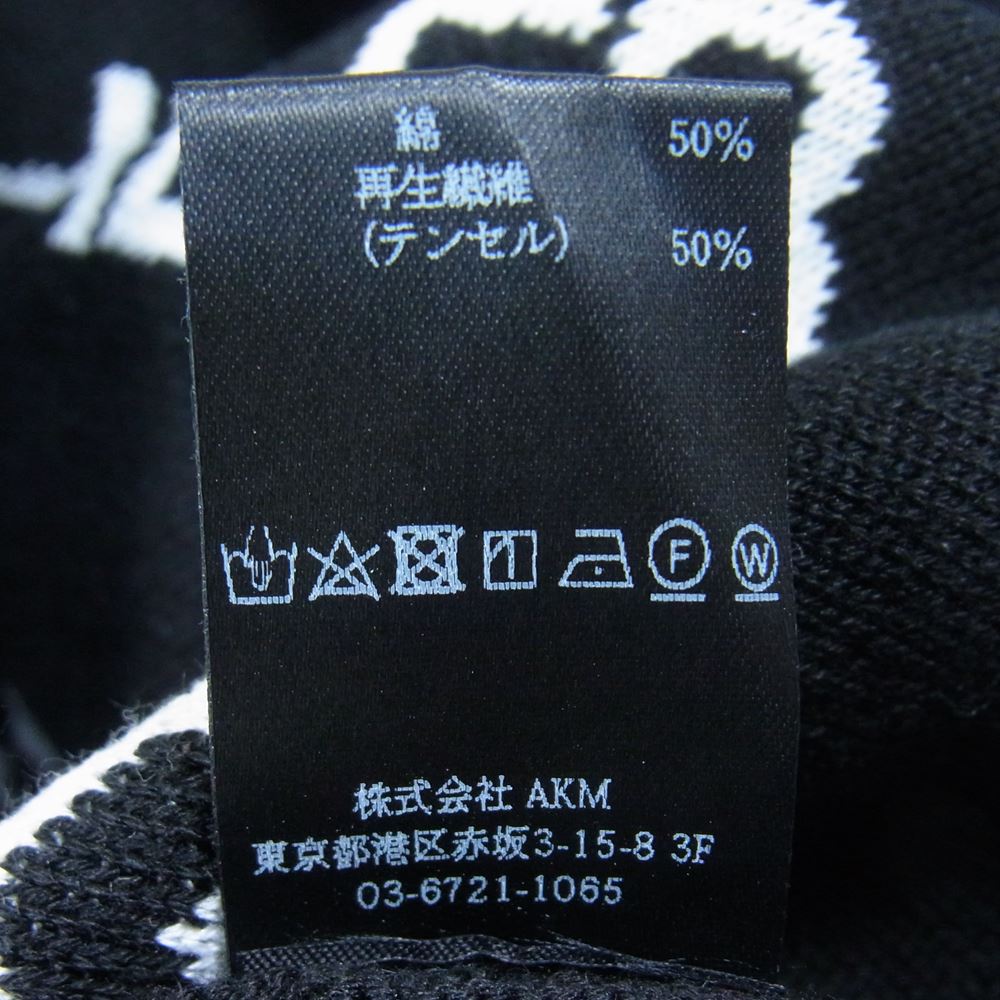 綿 50%
再生繊維
(テンセル) 50%
F W
株式会社 AKM
東京都港区赤坂3-15-8 3F
03-6721-1065